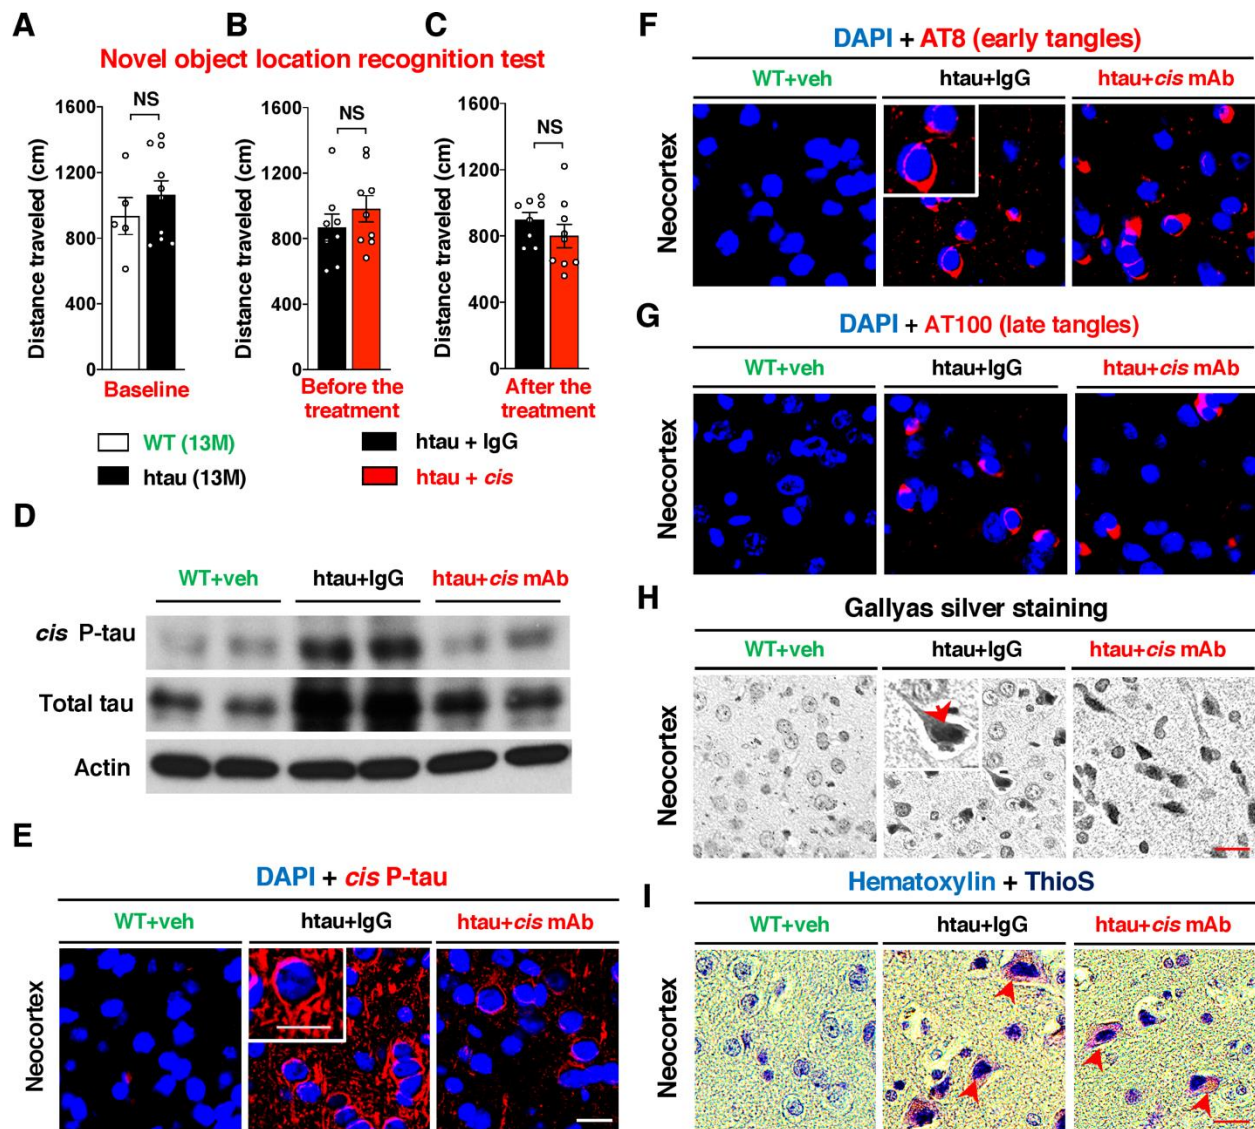 A
B
C
Novel object location recognition test
Distance traveled (cm)
1600
1200
800
400
0
NS
Baseline
Distance traveled (cm)
1600
1200
800
400
0
NS
Before the
treatment
Distance traveled (cm)
1600
1200
800
400
0
NS
After the
treatment
WT (13M)
htau (13M)
htau + IgG
htau + cis
D
WT+veh htau+IgG htau+cis mAb
cis P-tau
Total tau
Actin
E
DAPI + cis P-tau
WT+veh htau+IgG htau+cis mAb
Neocortex
F
DAPI + AT8 (early tangles)
WT+veh htau+IgG htau+cis mAb
Neocortex
G
DAPI + AT100 (late tangles)
WT+veh htau+IgG htau+cis mAb
Neocortex
H
Gallyas silver staining
WT+veh htau+IgG htau+cis mAb
Neocortex
I
Hematoxylin + ThioS
WT+veh htau+IgG htau+cis mAb
Neocortex